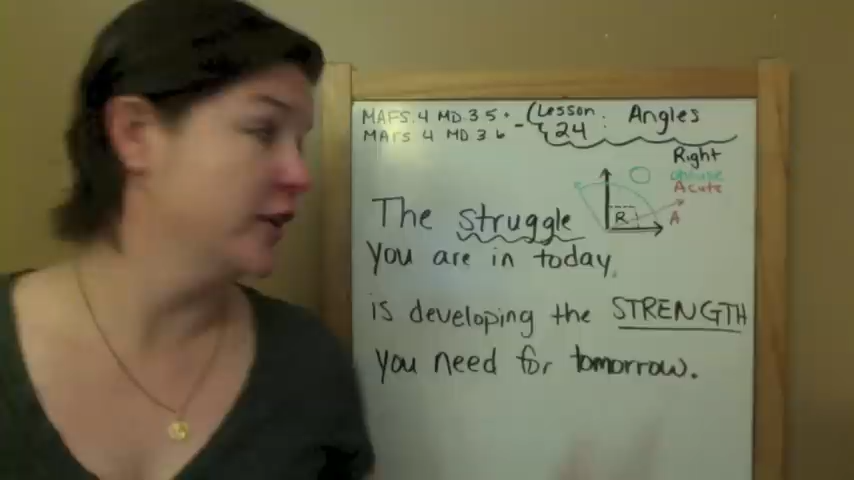 MAFS.4 MD.3 5 • (Lesson: Angles
MAFS 4 MD 3 6 - 24:
Right
obtuse
Acute
R
A
The struggle
you are in today,
is developing the STRENGTH
you need for tomorrow.